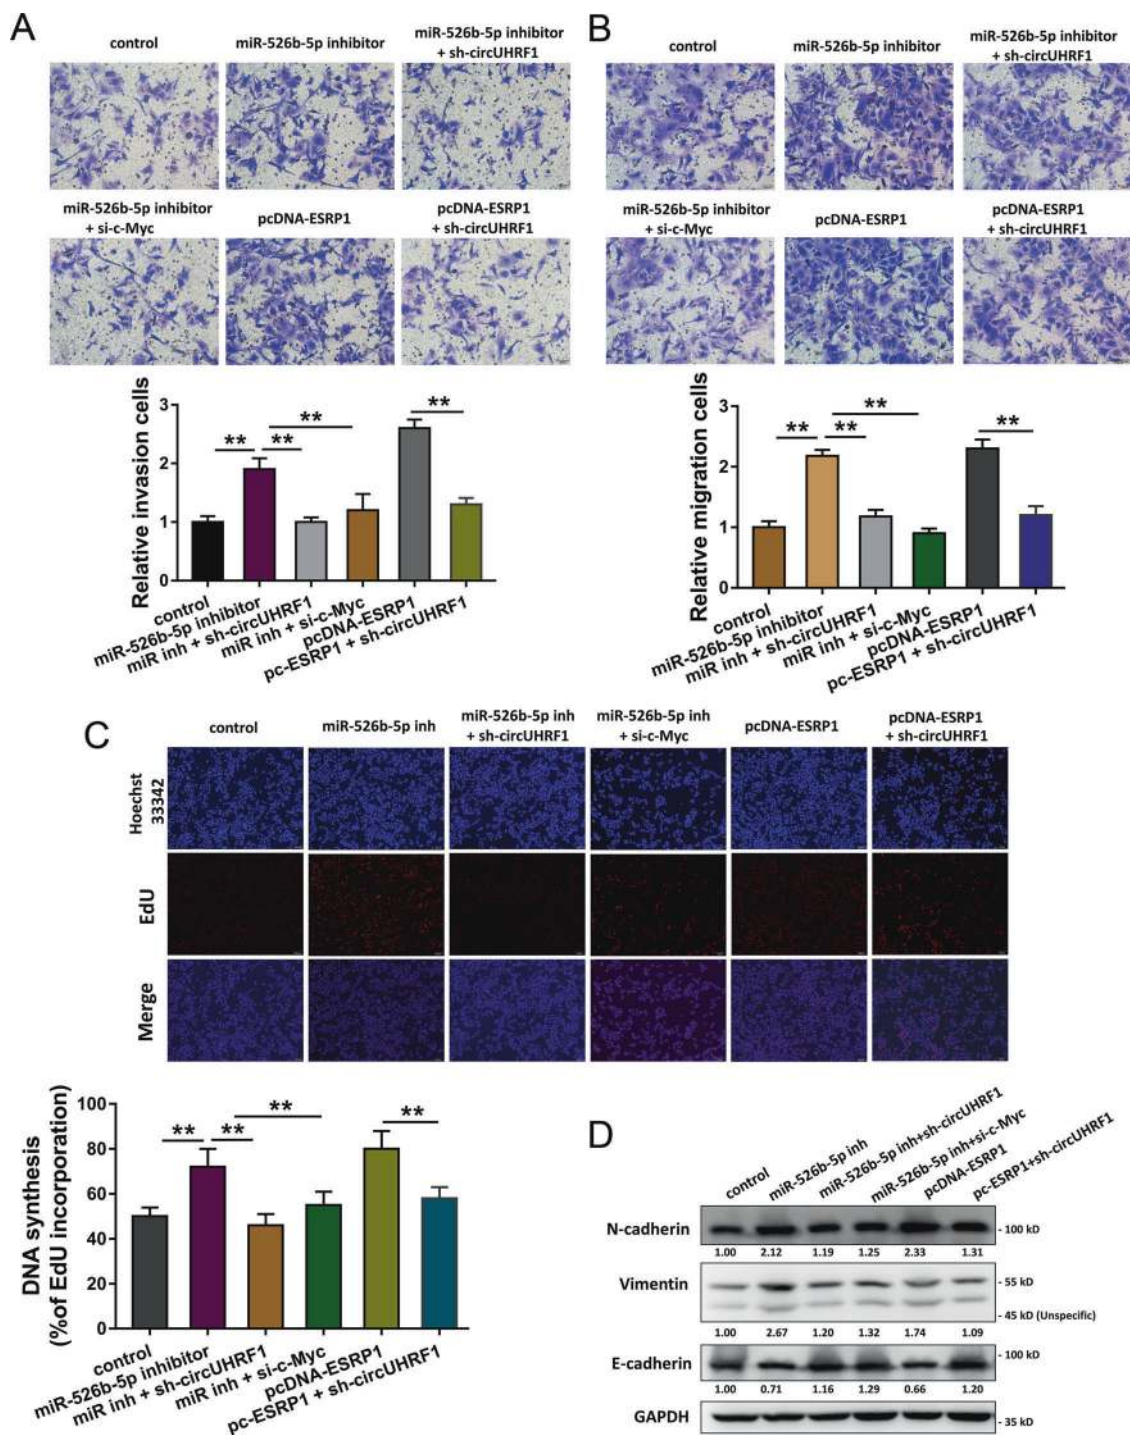 A
control
miR-526b-5p inhibitor
miR-526b-5p inhibitor
+ sh-circUHRF1
miR-526b-5p inhibitor
+ si-c-Myc
pcDNA-ESRP1
pcDNA-ESRP1
+ sh-circUHRF1
Relative invasion cells
3
2
1
0
**
**
**
**
control
miR-526b-5p inhibitor
miR inh + sh-circUHRF1
miR inh + si-c-Myc
pcDNA-ESRP1
pc-ESRP1 + sh-circUHRF1
B
control
miR-526b-5p inhibitor
miR-526b-5p inhibitor
+ sh-circUHRF1
miR-526b-5p inhibitor
+ si-c-Myc
pcDNA-ESRP1
pcDNA-ESRP1
+ sh-circUHRF1
Relative migration cells
3
2
1
0
**
**
**
**
control
miR-526b-5p inhibitor
miR inh + sh-circUHRF1
miR inh + si-c-Myc
pcDNA-ESRP1
pc-ESRP1 + sh-circUHRF1
C
control
miR-526b-5p inh
miR-526b-5p inh
+ sh-circUHRF1
miR-526b-5p inh
+ si-c-Myc
pcDNA-ESRP1
pcDNA-ESRP1
+ sh-circUHRF1
Hoechst
33342
EdU
Merge
DNA synthesis
(%of EdU incorporation)
100
80
60
40
20
0
**
**
**
**
control
miR-526b-5p inhibitor
miR inh + sh-circUHRF1
miR inh + si-c-Myc
pcDNA-ESRP1
pc-ESRP1 + sh-circUHRF1
D
control
miR-526b-5p inh
miR-526b-5p inh+sh-circUHRF1
miR-526b-5p inh+si-c-Myc
pcDNA-ESRP1
pc-ESRP1+sh-circUHRF1
N-cadherin
- 100 kD
1.00 2.12 1.19 1.25 2.33 1.31
Vimentin
- 55 kD
- 45 kD (Unspecific)
1.00 2.67 1.20 1.32 1.74 1.09
E-cadherin
- 100 kD
1.00 0.71 1.16 1.29 0.66 1.20
GAPDH
- 35 kD